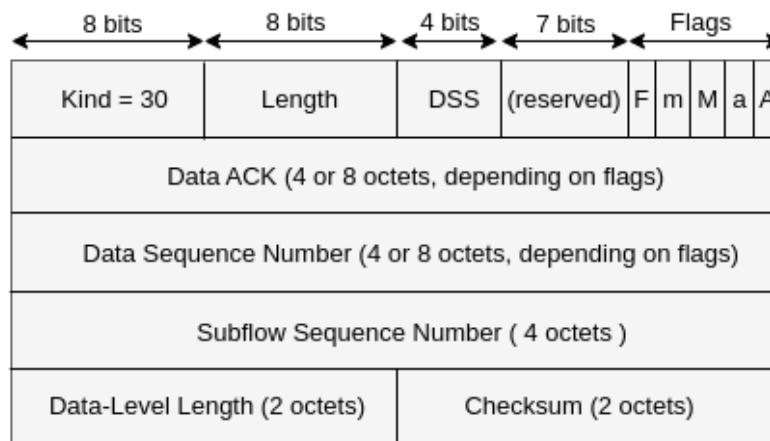 8 bits 8 bits 4 bits 7 bits Flags
Kind = 30 Length DSS (reserved) F m M a A
Data ACK (4 or 8 octets, depending on flags)
Data Sequence Number (4 or 8 octets, depending on flags)
Subflow Sequence Number ( 4 octets )
Data-Level Length (2 octets) Checksum (2 octets)